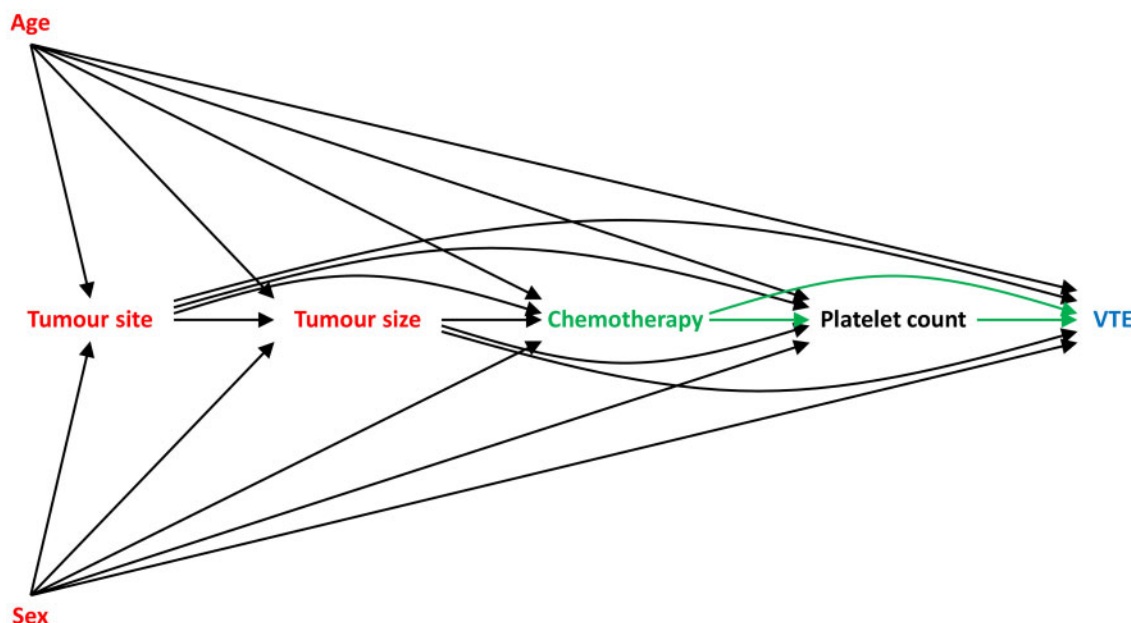 Age
Tumour site
Tumour size
Chemotherapy
Platelet count
VTE
Sex